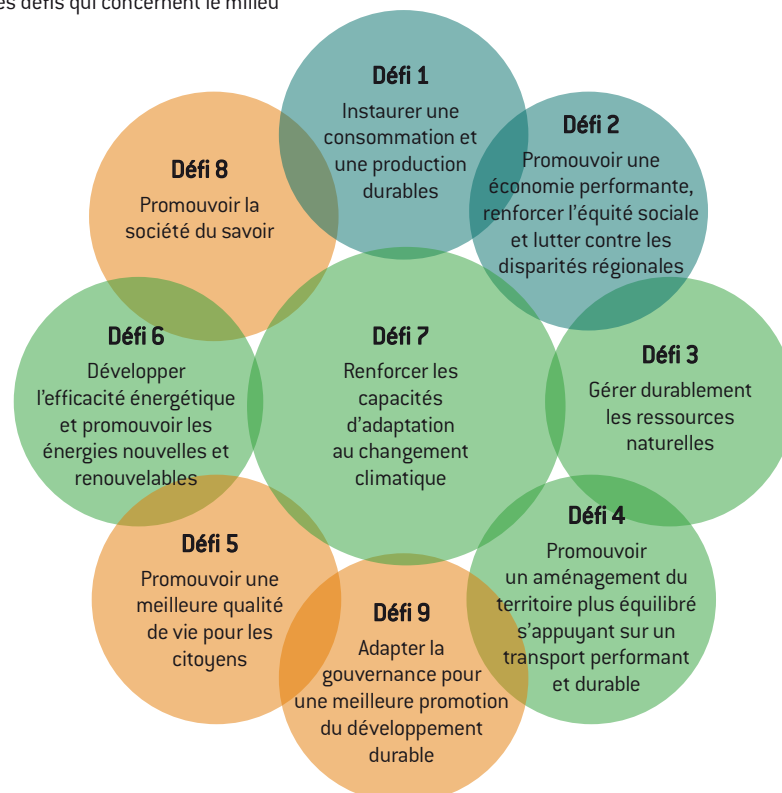 es défis qui concernent le milieu
Défi 1
Instaurer une
consommation et
une production
durables
Défi 2
Promouvoir une
économie performante,
renforcer l'équité sociale
et lutter contre les
disparités régionales
Défi 8
Promouvoir la
société du savoir
Défi 6
Développer
l'efficacité énergétique
et promouvoir les
énergies nouvelles et
renouvelables
Défi 7
Renforcer les
capacités
d'adaptation
au changement
climatique
Défi 3
Gérer durablement
les ressources
naturelles
Défi 4
Promouvoir
un aménagement du
territoire plus équilibré
s'appuyant sur un
transport performant
et durable
Défi 5
Promouvoir une
meilleure qualité
de vie pour les
citoyens
Défi 9
Adapter la
gouvernance pour
une meilleure promotion
du développement
durable